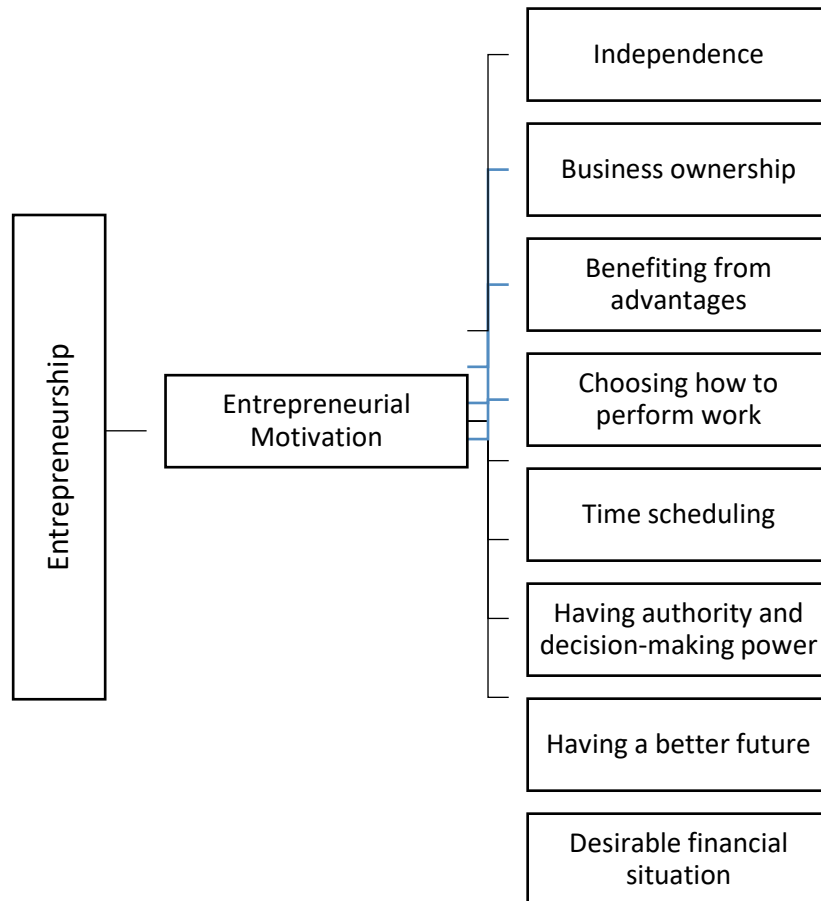 Independence
Business ownership
Benefiting from
advantages
Entrepreneurship
Entrepreneurial
Motivation
Choosing how to
perform work
Time scheduling
Having authority and
decision-making power
Having a better future
Desirable financial
situation